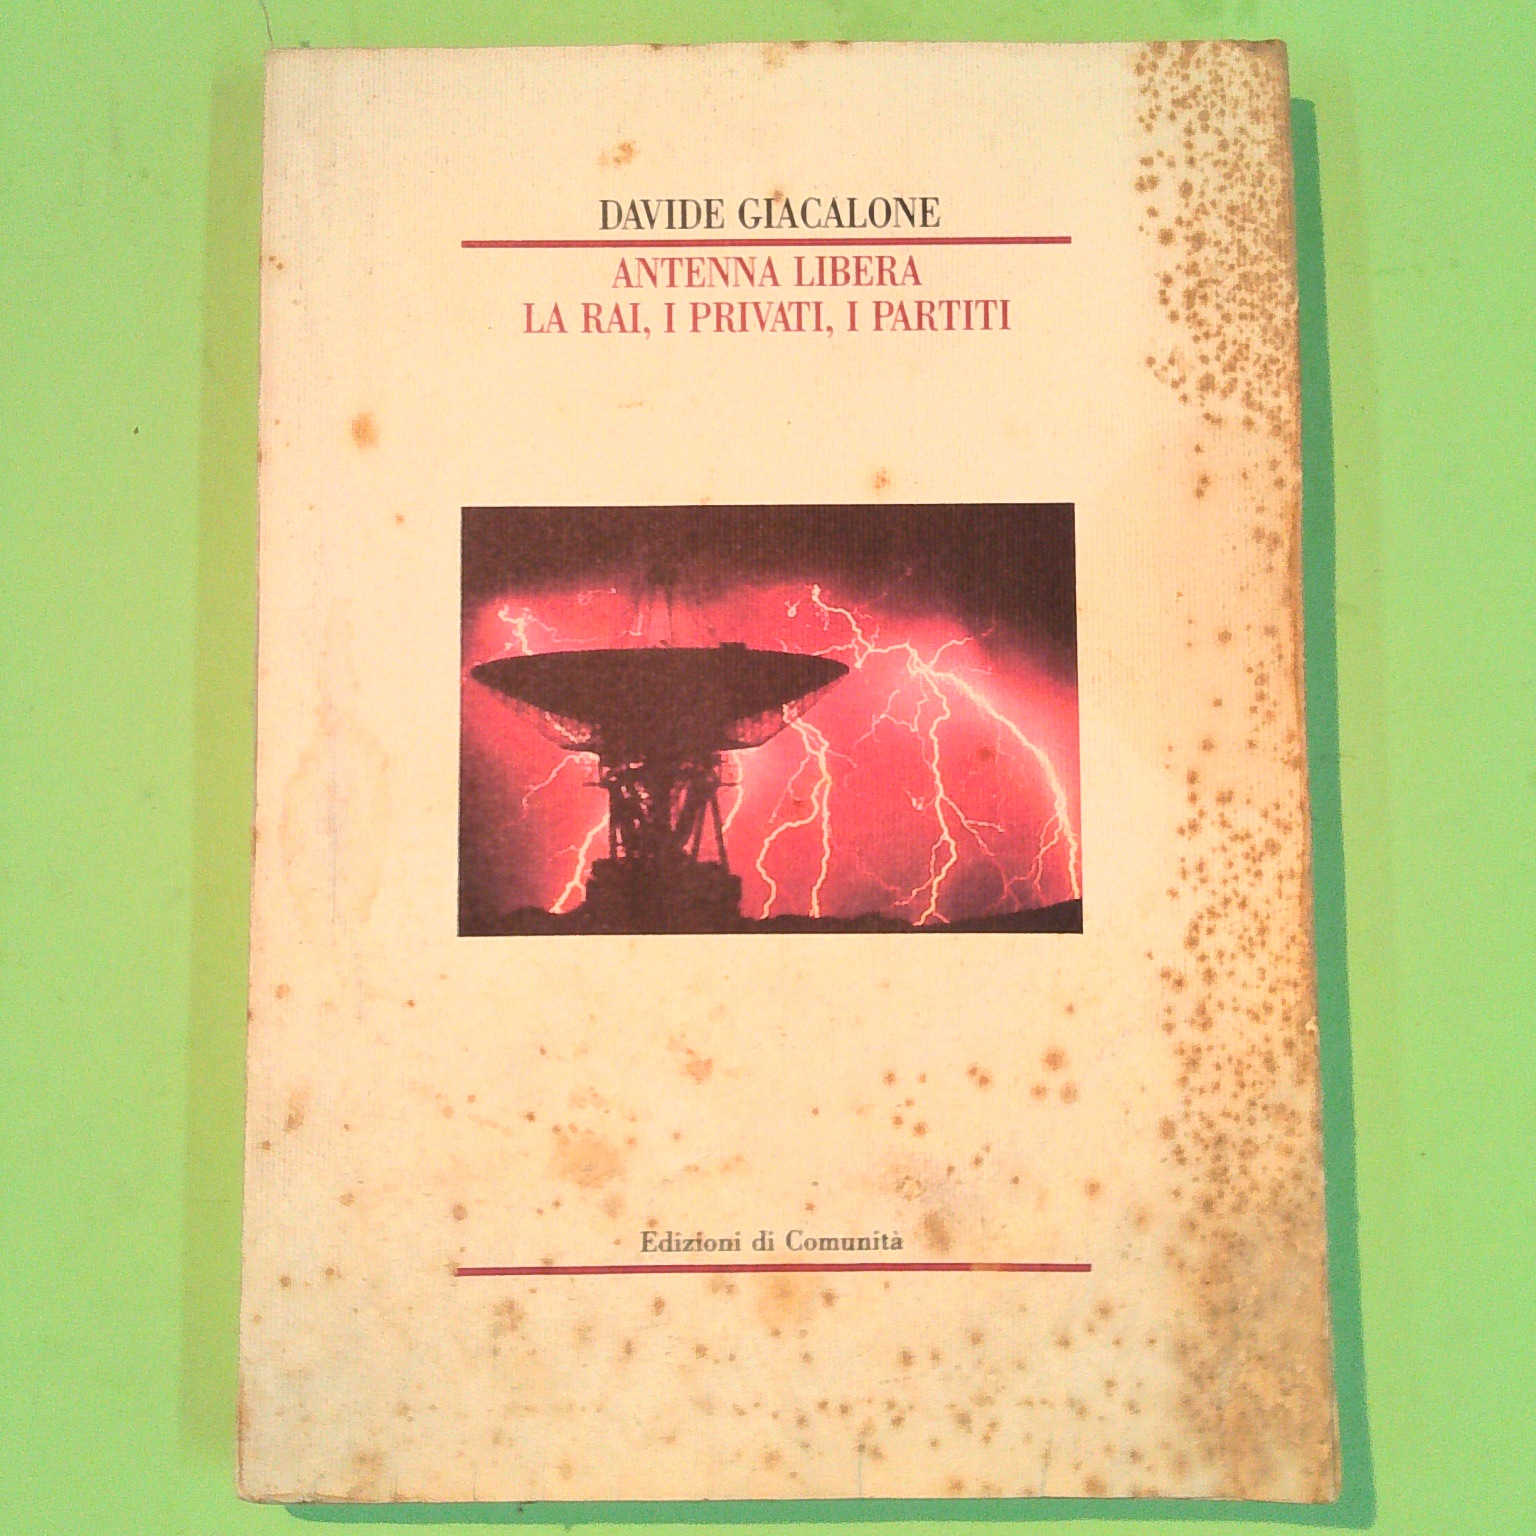 DAVIDE GIACALONE
ANTENNA LIBERA
LA RAI, I PRIVATI, I PARTITI
Edizioni di Comunità